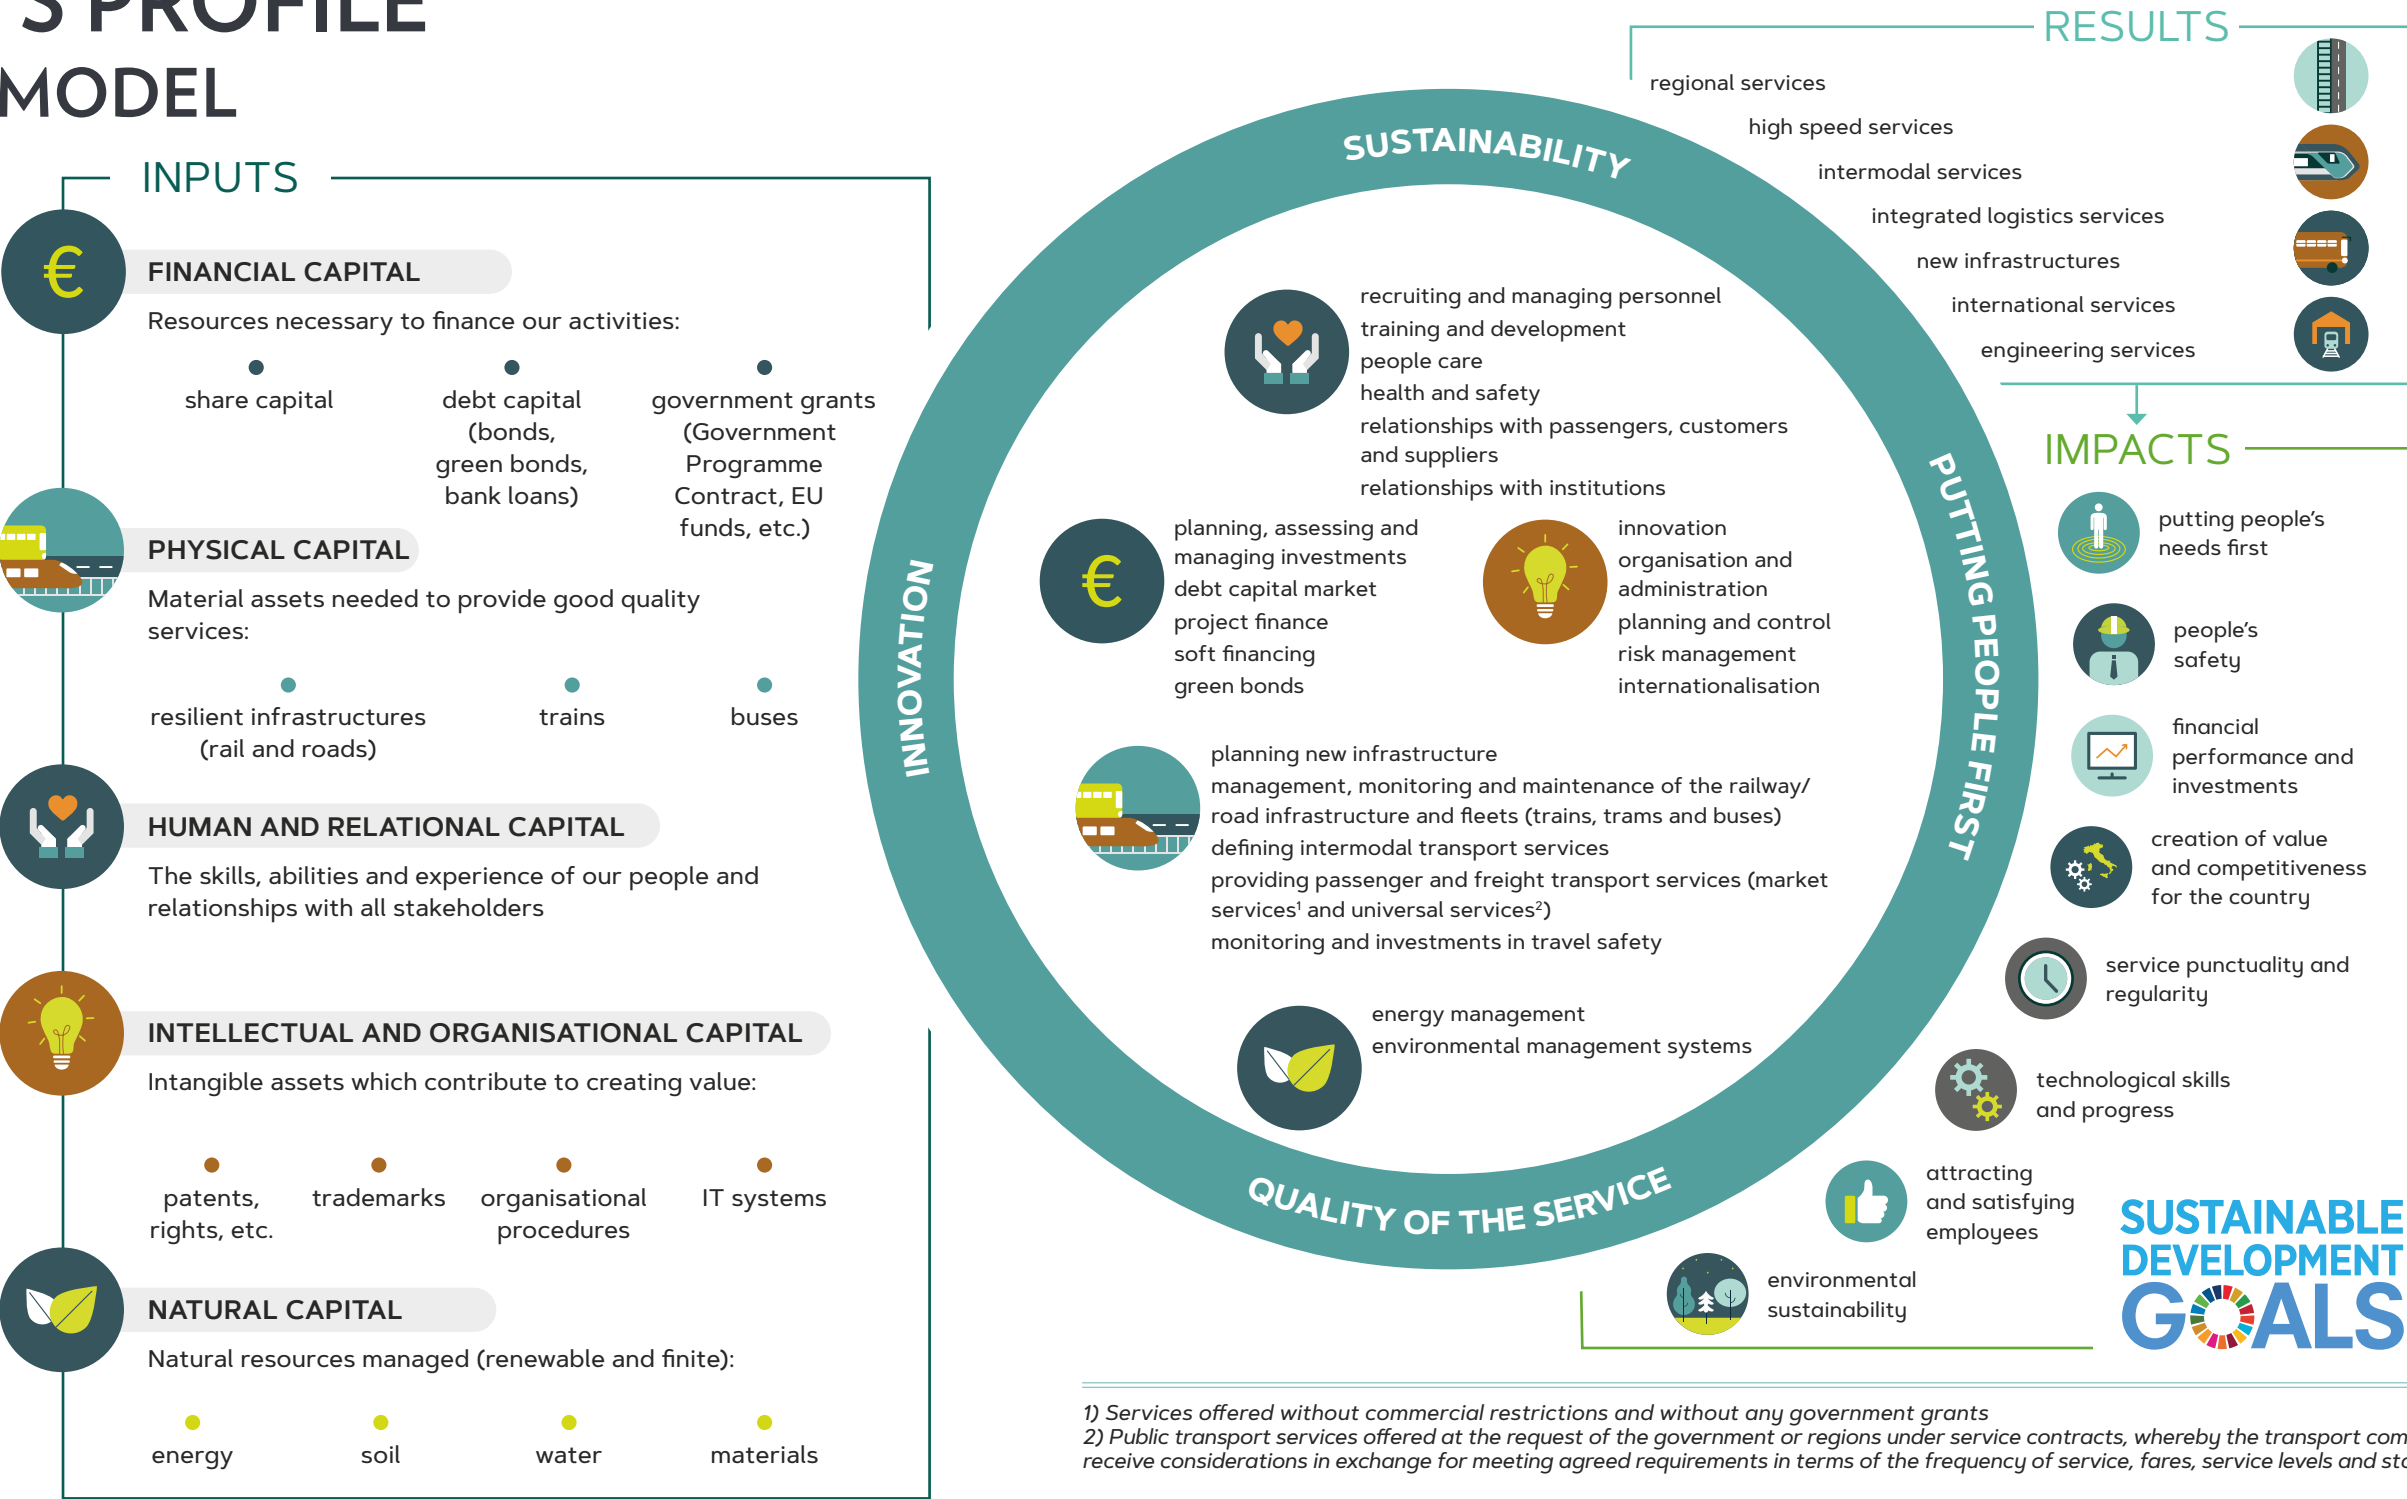 'S PROFILE
MODEL
INPUTS
FINANCIAL CAPITAL
Resources necessary to finance our activities:
share capital
debt capital
(bonds,
green bonds,
bank loans)
government grants
(Government
Programme
Contract, EU
funds, etc.)
PHYSICAL CAPITAL
Material assets needed to provide good quality
services:
resilient infrastructures
(rail and roads)
trains
buses
HUMAN AND RELATIONAL CAPITAL
The skills, abilities and experience of our people and
relationships with all stakeholders
INTELLECTUAL AND ORGANISATIONAL CAPITAL
Intangible assets which contribute to creating value:
patents,
rights, etc.
trademarks
organisational
procedures
IT systems
NATURAL CAPITAL
Natural resources managed (renewable and finite):
energy
soil
water
materials
SUSTAINABILITY
INNOVATION
PUTTING PEOPLE FIRST
QUALITY OF THE SERVICE
recruiting and managing personnel
training and development
people care
health and safety
relationships with passengers, customers
and suppliers
relationships with institutions
€
planning, assessing and
managing investments
debt capital market
project finance
soft financing
green bonds
innovation
organisation and
administration
planning and control
risk management
internationalisation
planning new infrastructure
management, monitoring and maintenance of the railway/
road infrastructure and fleets (trains, trams and buses)
defining intermodal transport services
providing passenger and freight transport services (market
services¹ and universal services²)
monitoring and investments in travel safety
energy management
environmental management systems
RESULTS
regional services
high speed services
intermodal services
integrated logistics services
new infrastructures
international services
engineering services
IMPACTS
putting people's
needs first
people's
safety
financial
performance and
investments
creation of value
and competitiveness
for the country
service punctuality and
regularity
technological skills
and progress
attracting
and satisfying
employees
environmental
sustainability
SUSTAINABLE
DEVELOPMENT
GOALS
1) Services offered without commercial restrictions and without any government grants
2) Public transport services offered at the request of the government or regions under service contracts, whereby the transport
receive considerations in exchange for meeting agreed requirements in terms of the frequency of service, fares, service levels and